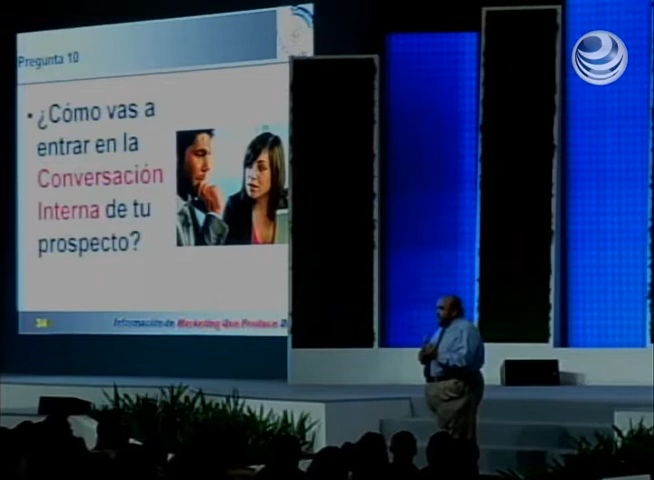 Pregunta 10
• ¿Cómo vas a
entrar en la
Conversación
Interna de tu
prospecto?
34
Información de Marketing Que Produce